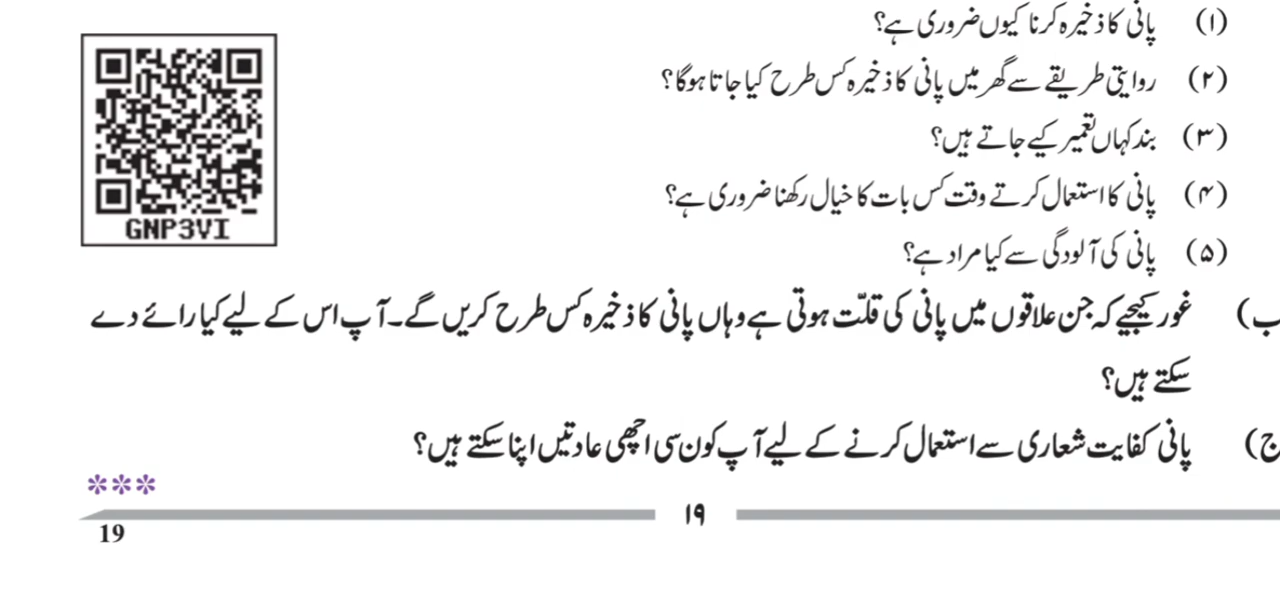 (۱) پانی کا ذخیرہ کرنا کیوں ضروری ہے؟
(۲) روایتی طریقے سے گھر میں پانی کا ذخیرہ کس طرح کیا جاتا ہوگا؟
(۳) بند کہاں تعمیر کیے جاتے ہیں؟
(۴) پانی کا استعمال کرتے وقت کس بات کا خیال رکھنا ضروری ہے؟
(۵) پانی کی آلودگی سے کیا مراد ہے؟
GNP3VI
ب) غور کیجیے کہ جن علاقوں میں پانی کی قلّت ہوتی ہے وہاں پانی کا ذخیرہ کس طرح کریں گے۔ آپ اس کے لیے کیا رائے دے
سکتے ہیں؟
ج) پانی کفایت شعاری سے استعمال کرنے کے لیے آپ کون سی اچھی عادتیں اپنا سکتے ہیں؟
***
۱۹
19